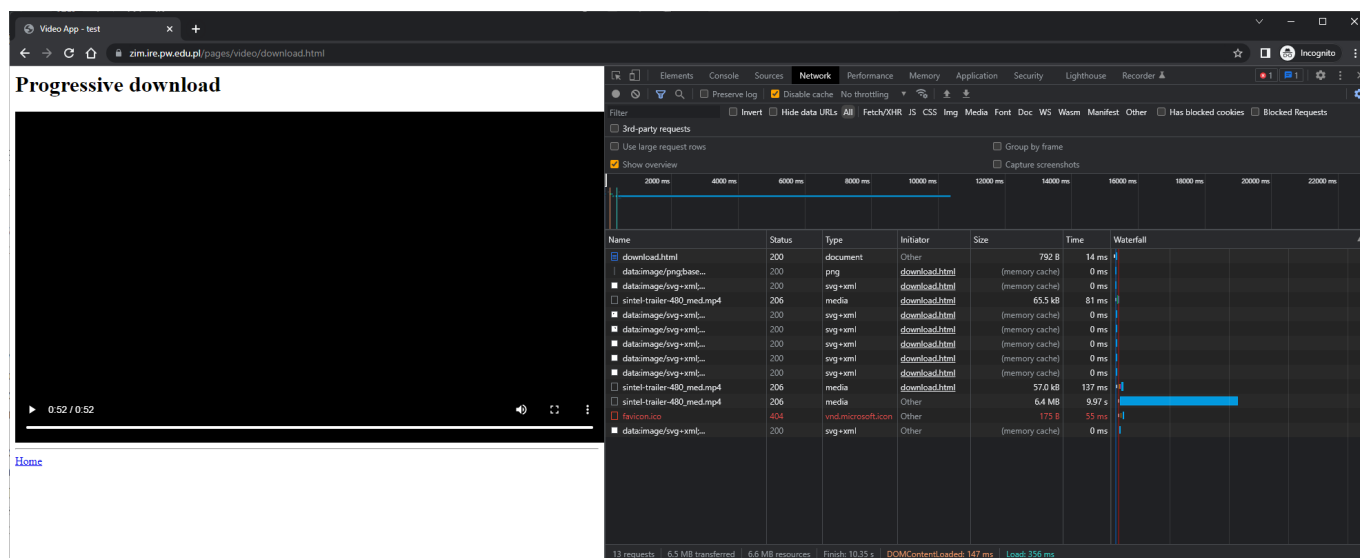 Video App - test
zim.ire.pw.edu.pl/pages/video/download.html
Incognito
Progressive download
0:52 / 0:52
Home
Elements Console Sources Network Performance Memory Application Security Lighthouse Recorder 1 1
Preserve log Disable cache No throttling
Filter Invert Hide data URLs All Fetch/XHR JS CSS Img Media Font Doc WS Wasm Manifest Other Has blocked cookies Blocked Requests
3rd-party requests
Use large request rows Group by frame
Show overview Capture screenshots
2000 ms 4000 ms 6000 ms 8000 ms 10000 ms 12000 ms 14000 ms 16000 ms 18000 ms 20000 ms 22000 ms
Name Status Type Initiator Size Time Waterfall
download.html 200 document Other 792 B 14 ms
data:image/png;base... 200 png download.html (memory cache) 0 ms
data:image/svg+xml;... 200 svg+xml download.html (memory cache) 0 ms
sintel-trailer-480_med.mp4 206 media download.html 65.5 kB 81 ms
data:image/svg+xml;... 200 svg+xml download.html (memory cache) 0 ms
data:image/svg+xml;... 200 svg+xml download.html (memory cache) 0 ms
data:image/svg+xml;... 200 svg+xml download.html (memory cache) 0 ms
data:image/svg+xml;... 200 svg+xml download.html (memory cache) 0 ms
data:image/svg+xml;... 200 svg+xml download.html (memory cache) 0 ms
sintel-trailer-480_med.mp4 206 media download.html 57.0 kB 137 ms
sintel-trailer-480_med.mp4 206 media Other 6.4 MB 9.97 s
favicon.ico 404 vnd.microsoft.icon Other 175 B 55 ms
data:image/svg+xml;... 200 svg+xml Other (memory cache) 0 ms
13 requests 6.5 MB transferred 6.6 MB resources Finish: 10.35 s DOMContentLoaded: 147 ms Load: 356 ms